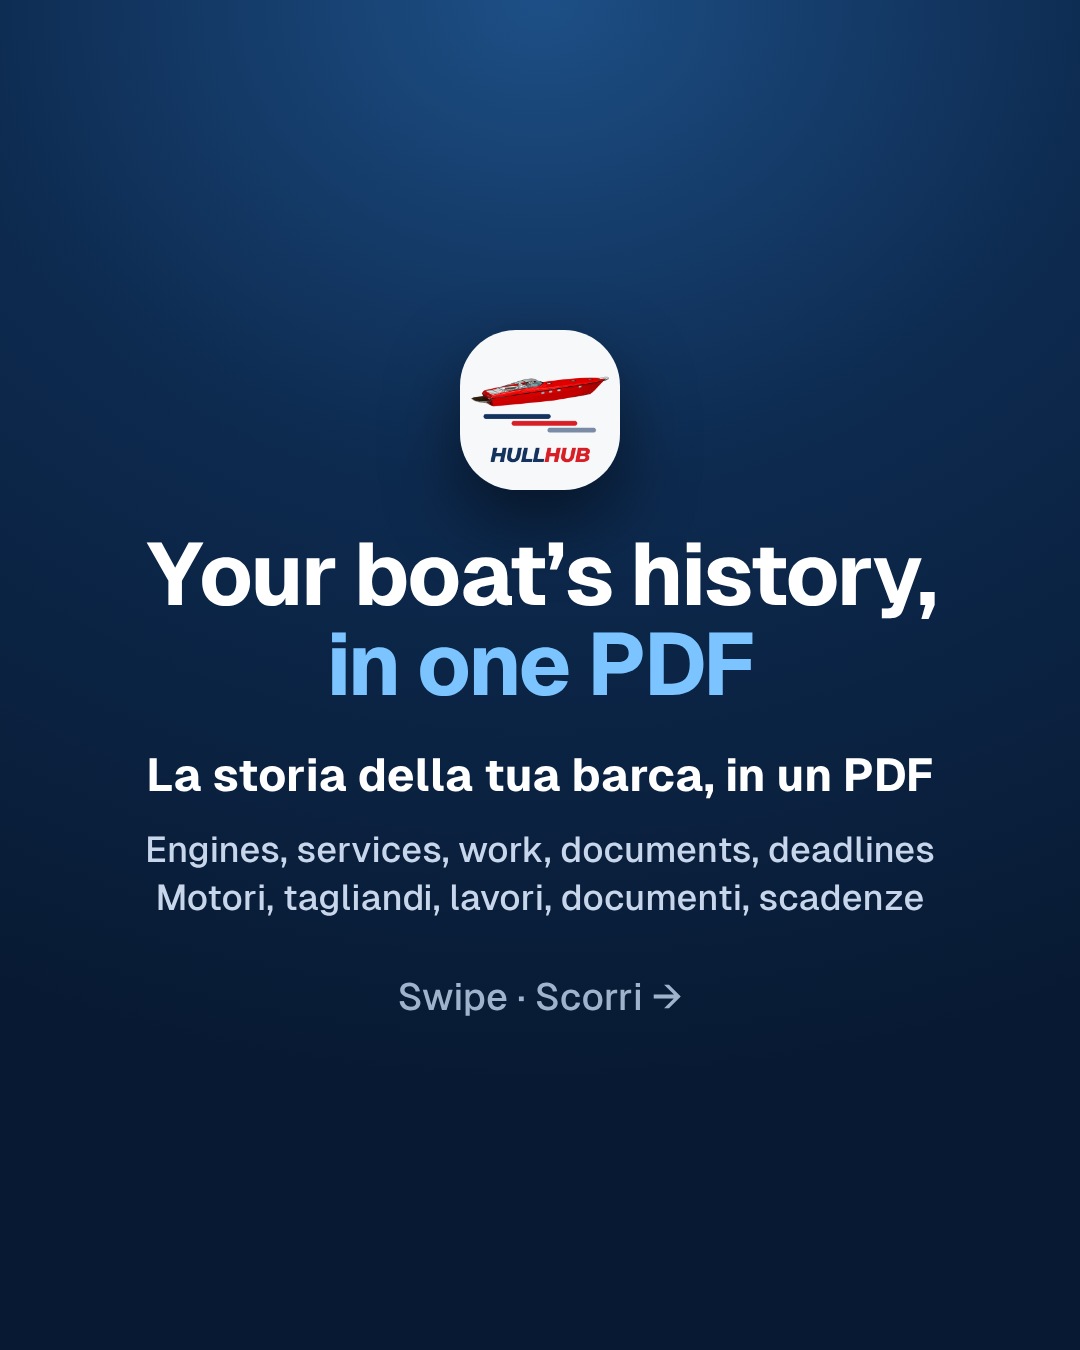 HULLHUB
Your boat’s history,
in one PDF
La storia della tua barca, in un PDF
Engines, services, work, documents, deadlines
Motori, tagliandi, lavori, documenti, scadenze
Swipe · Scorri →